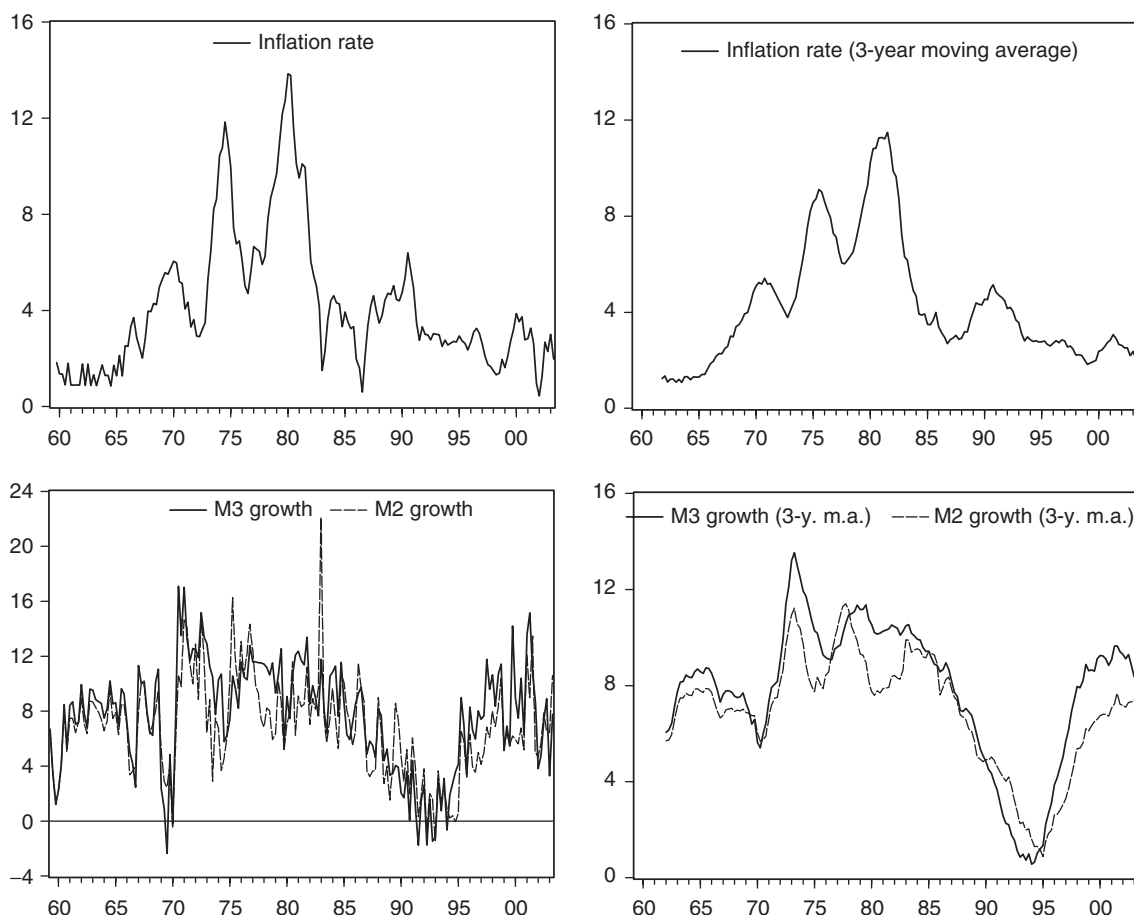 Inflation rate
16
12
8
4
0
60 65 70 75 80 85 90 95 00
Inflation rate (3-year moving average)
16
12
8
4
0
60 65 70 75 80 85 90 95 00
M3 growth M2 growth
24
20
16
12
8
4
0
−4
60 65 70 75 80 85 90 95 00
M3 growth (3-y. m.a.) M2 growth (3-y. m.a.)
16
12
8
4
0
60 65 70 75 80 85 90 95 00